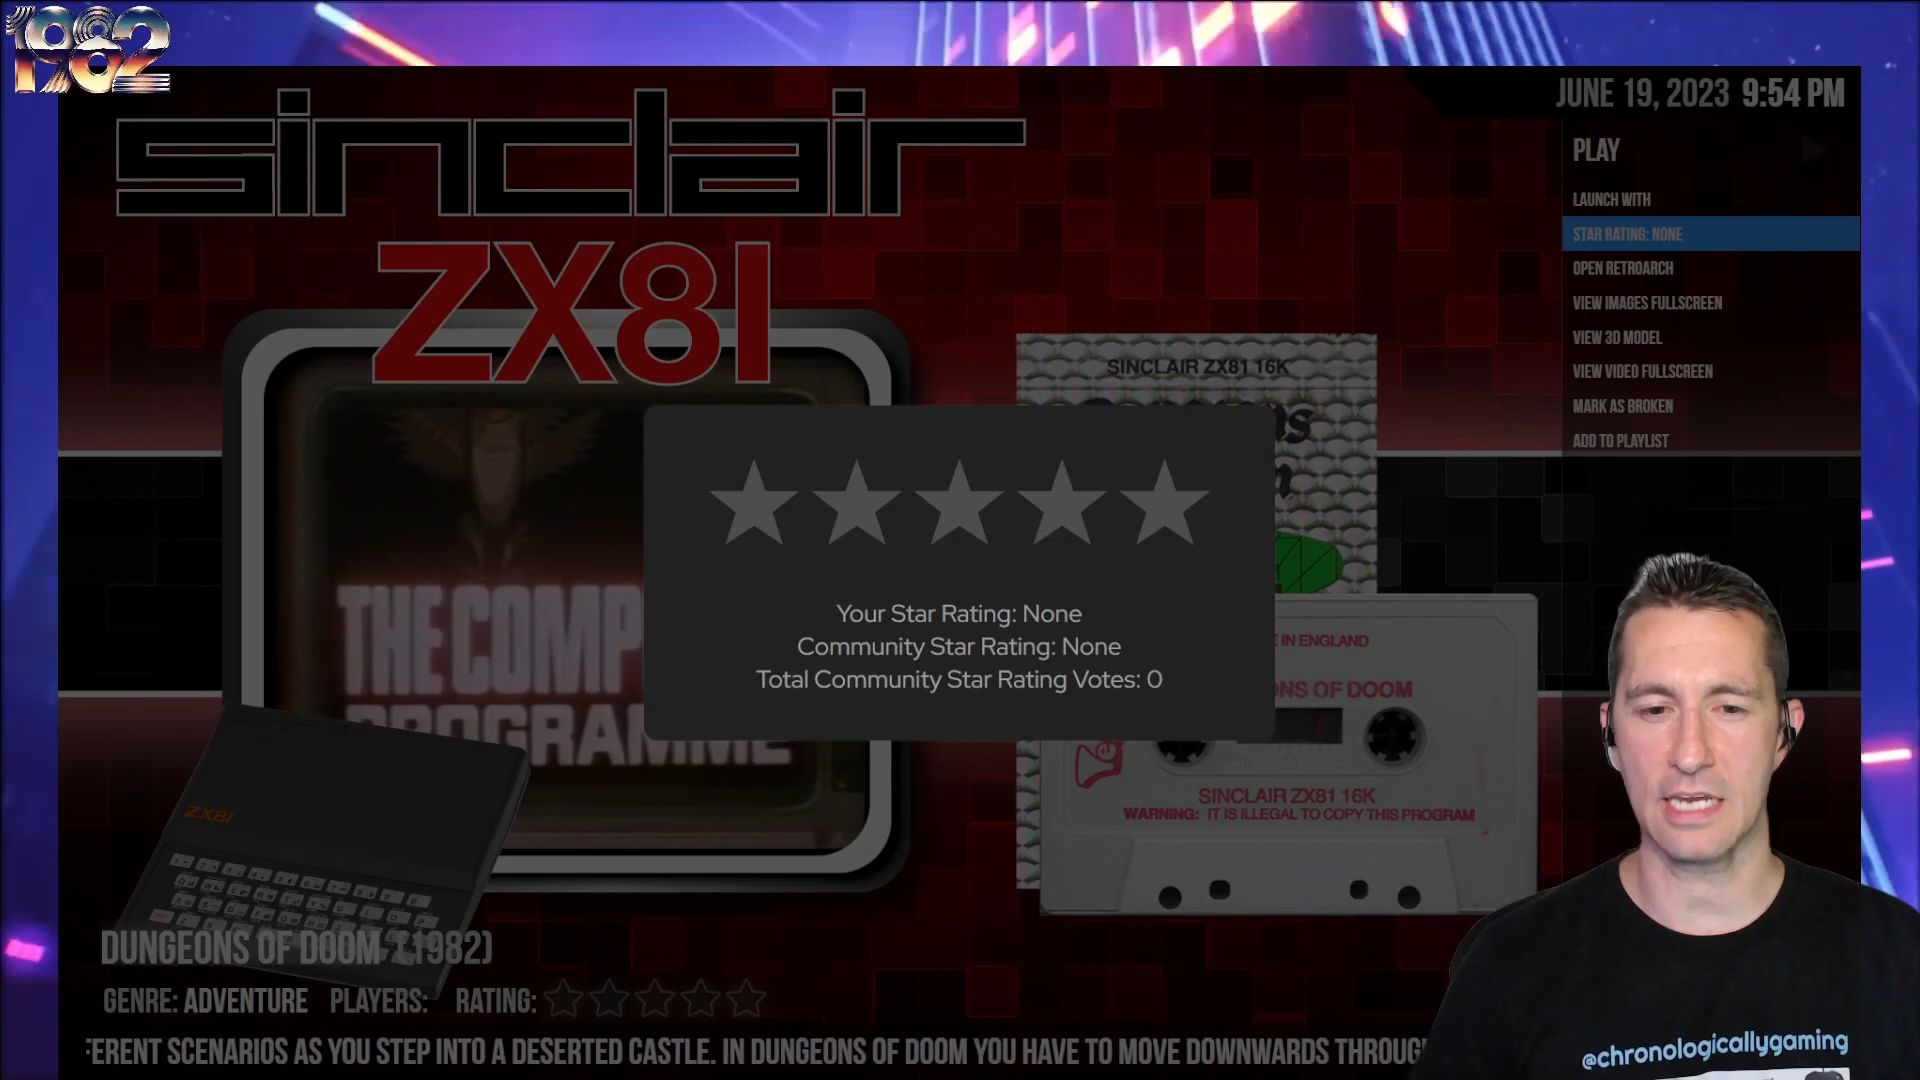 1982
JUNE 19, 2023 9:54 PM
sinclair
ZX81
PLAY
LAUNCH WITH
STAR RATING: NONE
OPEN RETROARCH
VIEW IMAGES FULLSCREEN
VIEW 3D MODEL
VIEW VIDEO FULLSCREEN
MARK AS BROKEN
ADD TO PLAYLIST
SINCLAIR ZX81 16K
THE COMP
PROGRAMME
Your Star Rating: None
Community Star Rating: None
Total Community Star Rating Votes: 0
IN ENGLAND
NS OF DOOM
SINCLAIR ZX81 16K
WARNING: IT IS ILLEGAL TO COPY THIS PROGRAM
ZX81
DUNGEONS OF DOOM (1982)
GENRE: ADVENTURE PLAYERS: RATING:
FERENT SCENARIOS AS YOU STEP INTO A DESERTED CASTLE. IN DUNGEONS OF DOOM YOU HAVE TO MOVE DOWNWARDS THROUG
@chronologicallygaming